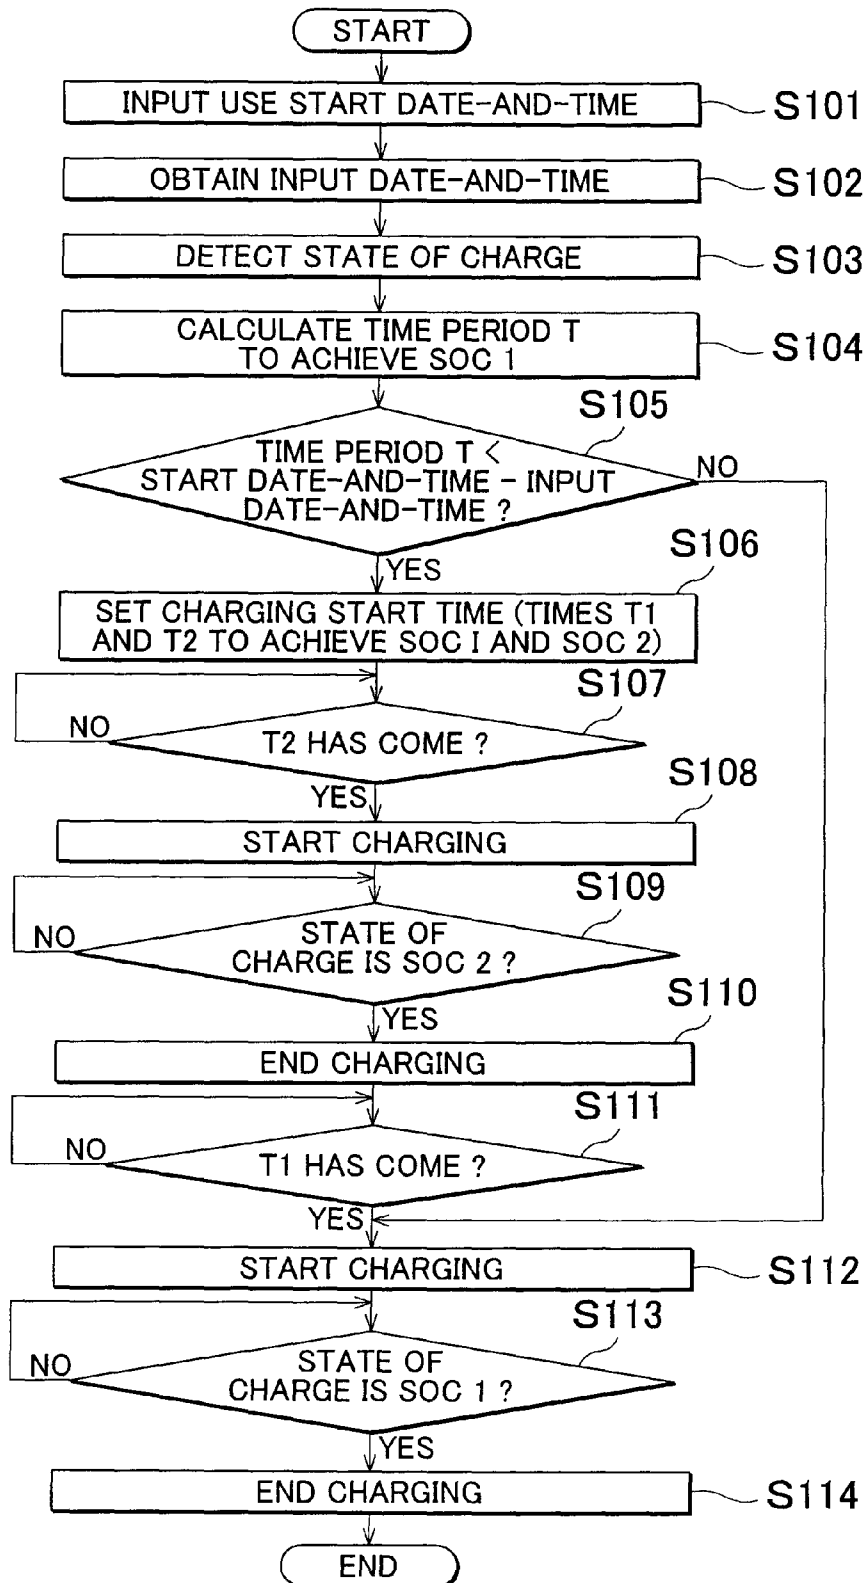 START
INPUT USE START DATE-AND-TIME
S101
OBTAIN INPUT DATE-AND-TIME
S102
DETECT STATE OF CHARGE
S103
CALCULATE TIME PERIOD T
TO ACHIEVE SOC 1
S104
S105
TIME PERIOD T <
START DATE-AND-TIME - INPUT
DATE-AND-TIME ?
NO
YES
S106
SET CHARGING START TIME (TIMES T1
AND T2 TO ACHIEVE SOC I AND SOC 2)
S107
NO
T2 HAS COME ?
YES
S108
START CHARGING
S109
NO
STATE OF
CHARGE IS SOC 2 ?
YES
S110
END CHARGING
S111
NO
T1 HAS COME ?
YES
START CHARGING
S112
S113
NO
STATE OF
CHARGE IS SOC 1 ?
YES
END CHARGING
S114
END